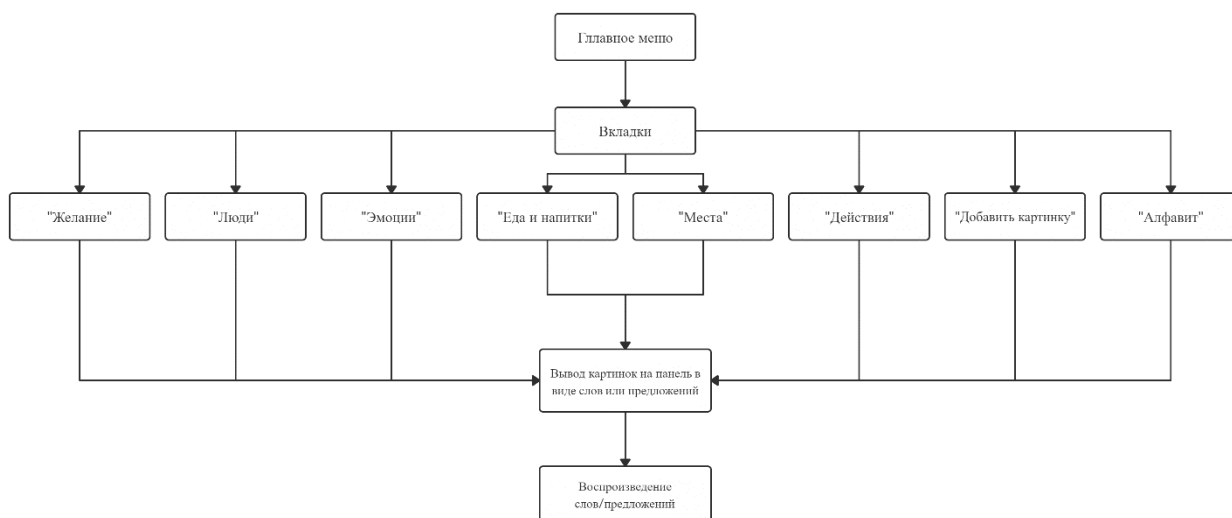 Гллавное меню
Вкладки
"Желание"
"Люди"
"Эмоции"
"Еда и напитки"
"Места"
"Действия"
"Добавить картинку"
"Алфавит"
Вывод картинок на панель в
виде слов или предложений
Воспроизведение
слов/предложений